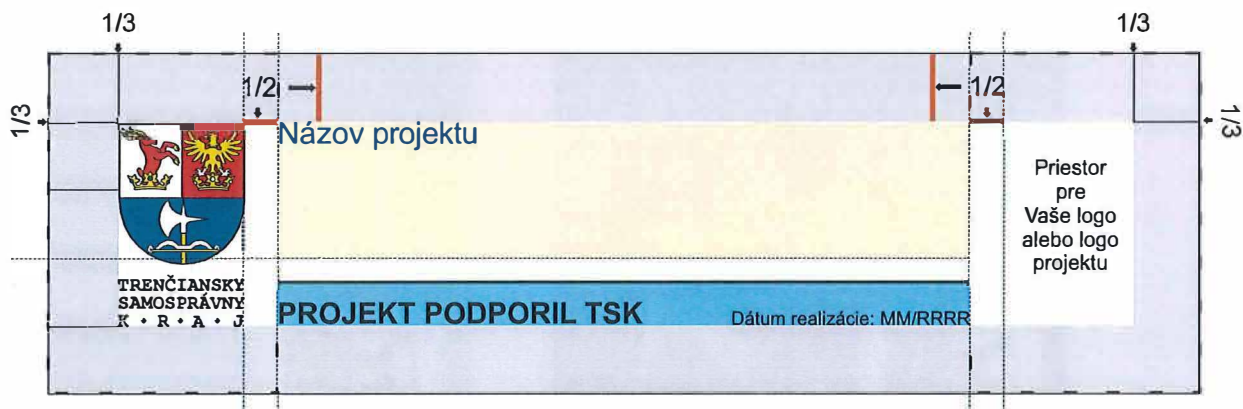 1/3
1/3
1/2
1/2
1/3
1/3
Názov projektu
Priestor
pre
Vaše logo
alebo logo
projektu
TRENČIANSKY
SAMOSPRÁVNY
K · R · A · J
PROJEKT PODPORIL TSK
Dátum realizácie: MM/RRRR